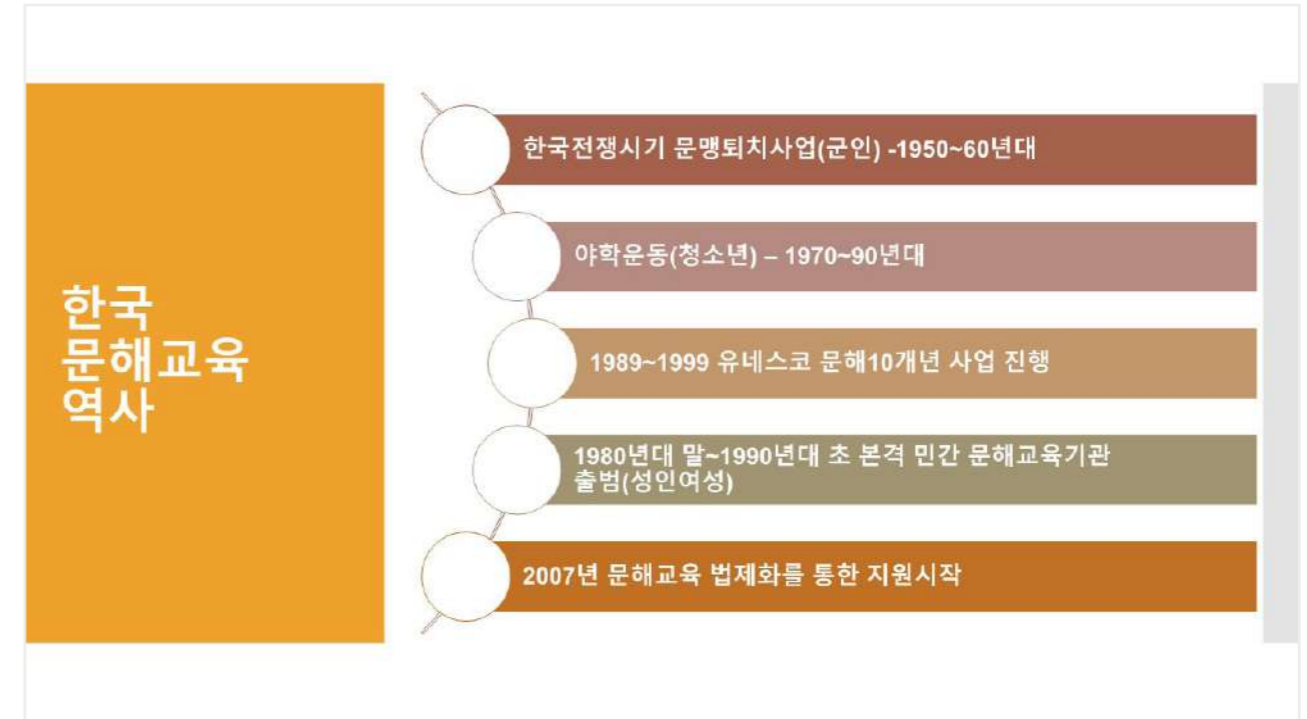 한국
문해교육
역사
한국전쟁시기 문맹퇴치사업(군인) -1950~60년대
야학운동(청소년) – 1970~90년대
1989~1999 유네스코 문해10개년 사업 진행
1980년대 말~1990년대 초 본격 민간 문해교육기관
출범(성인여성)
2007년 문해교육 법제화를 통한 지원시작